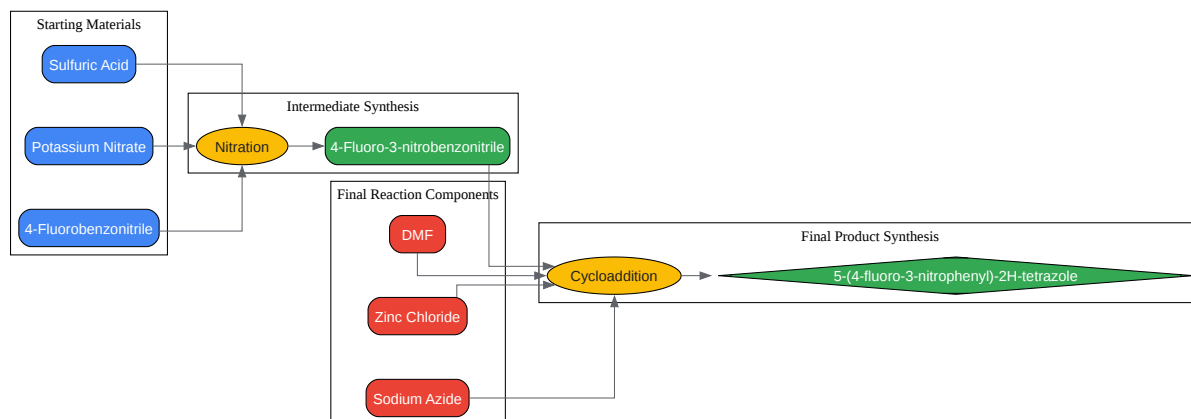 Starting Materials
Sulfuric Acid
Potassium Nitrate
4-Fluorobenzonitrile
Intermediate Synthesis
Nitration
4-Fluoro-3-nitrobenzonitrile
Final Reaction Components
DMF
Zinc Chloride
Sodium Azide
Final Product Synthesis
Cycloaddition
5-(4-fluoro-3-nitrophenyl)-2H-tetrazole